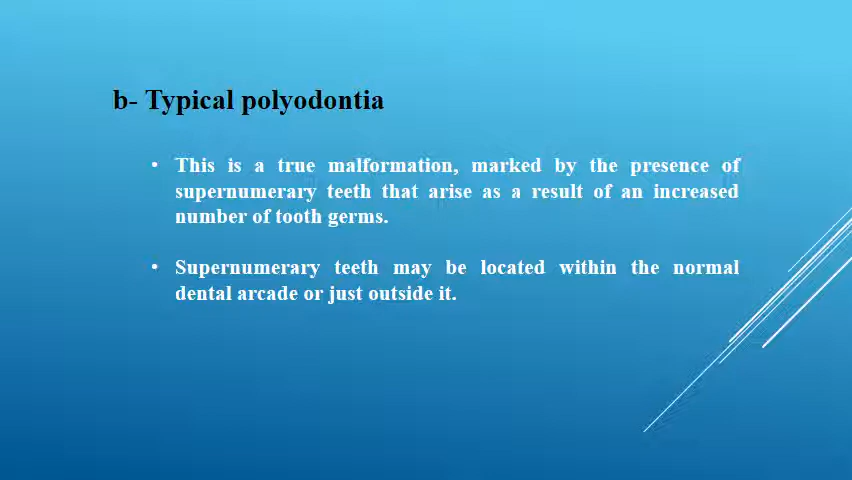 b- Typical polyodontia
• This is a true malformation, marked by the presence of
supernumerary teeth that arise as a result of an increased
number of tooth germs.
• Supernumerary teeth may be located within the normal
dental arcade or just outside it.